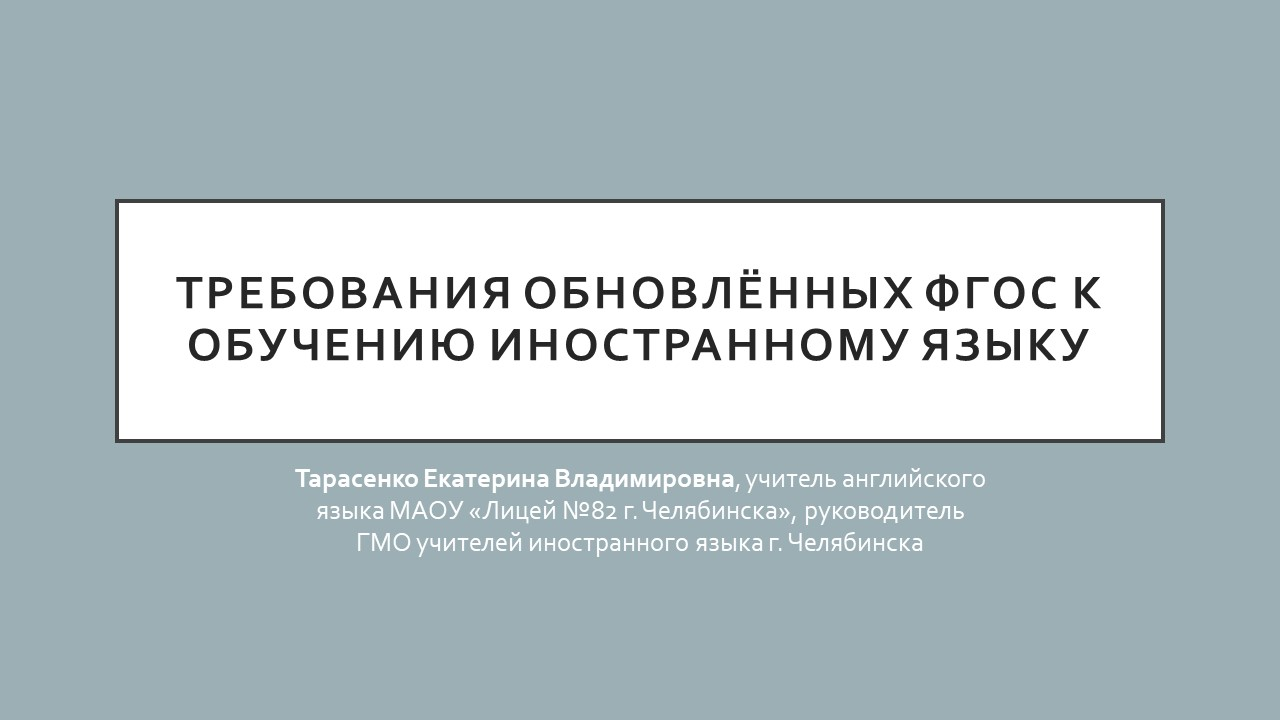 ТРЕБОВАНИЯ ОБНОВЛЁННЫХ ФГОС К
ОБУЧЕНИЮ ИНОСТРАННОМУ ЯЗЫКУ
Тарасенко Екатерина Владимировна, учитель английского
языка МАОУ «Лицей №82 г. Челябинска», руководитель
ГМО учителей иностранного языка г. Челябинска